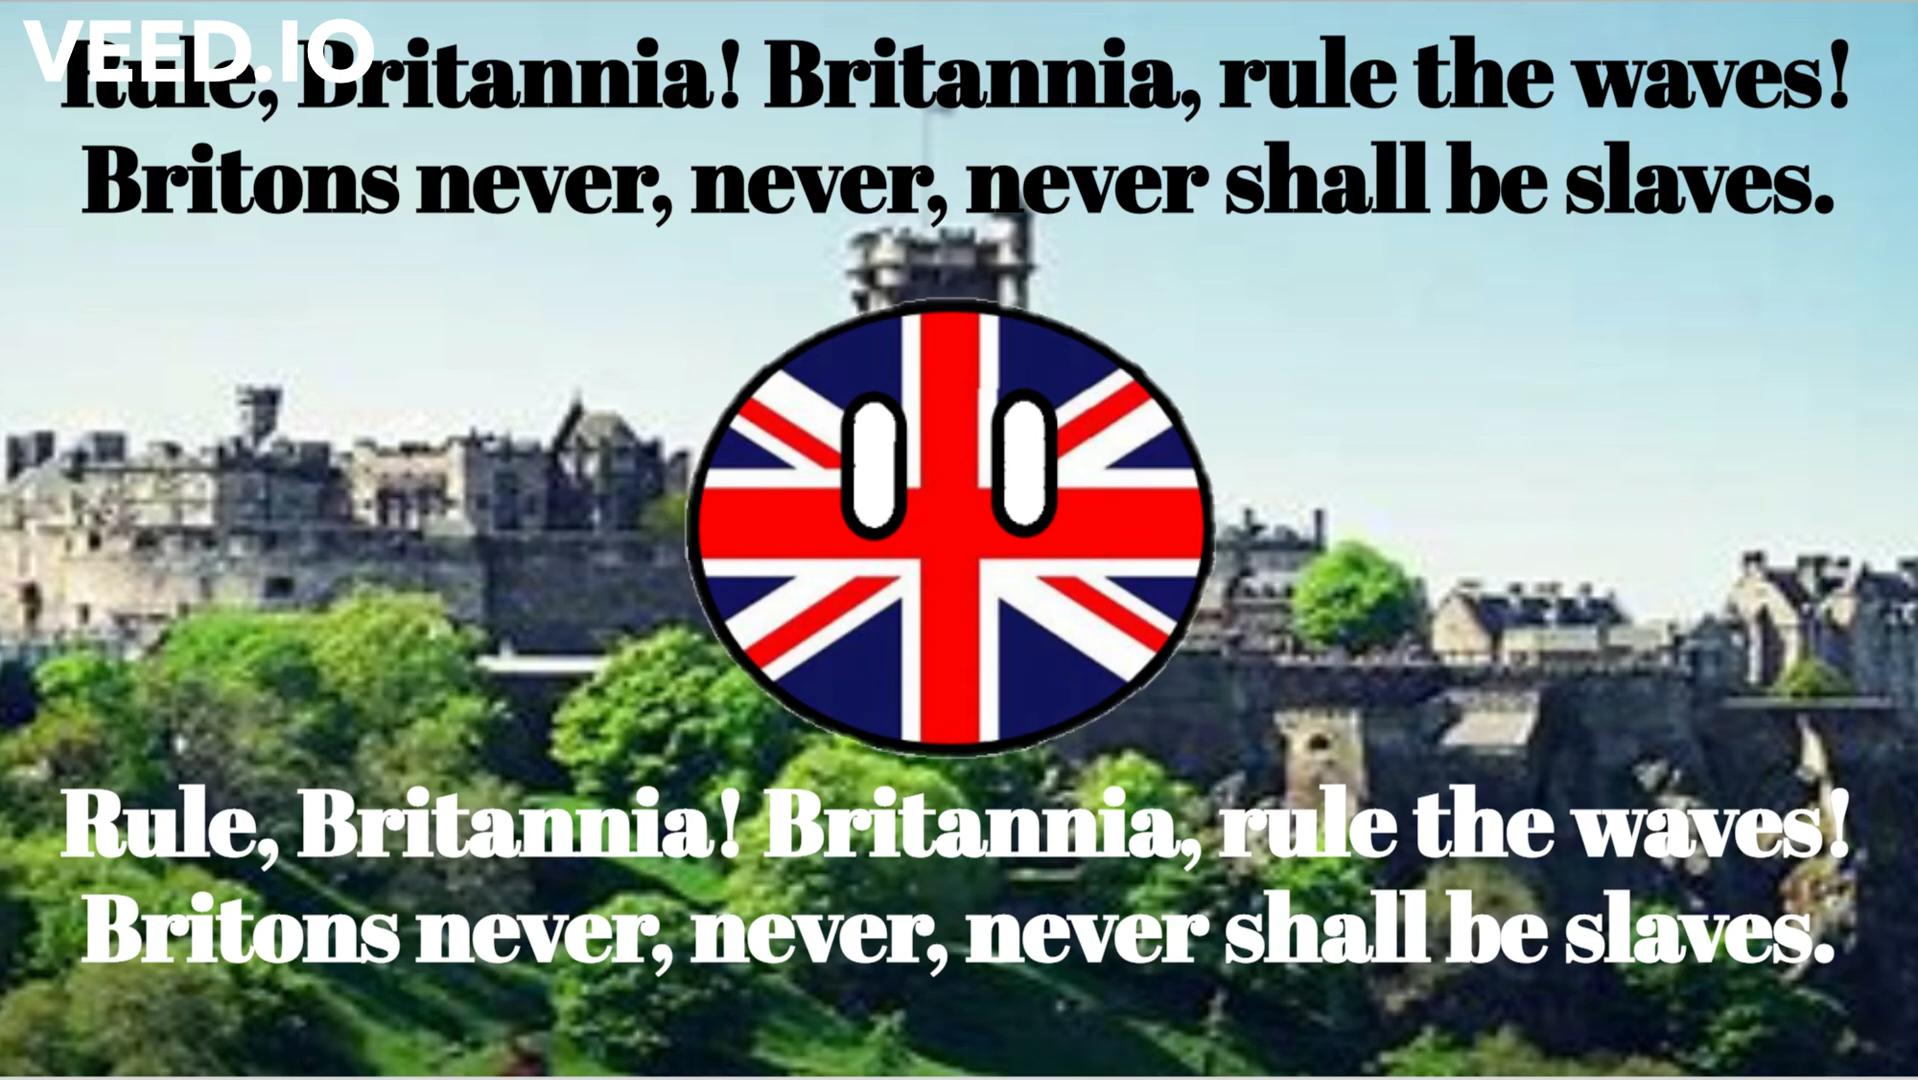 VEED.IO
Rule, Britannia! Britannia, rule the waves!
Britons never, never, never shall be slaves.
Rule, Britannia! Britannia, rule the waves!
Britons never, never, never shall be slaves.